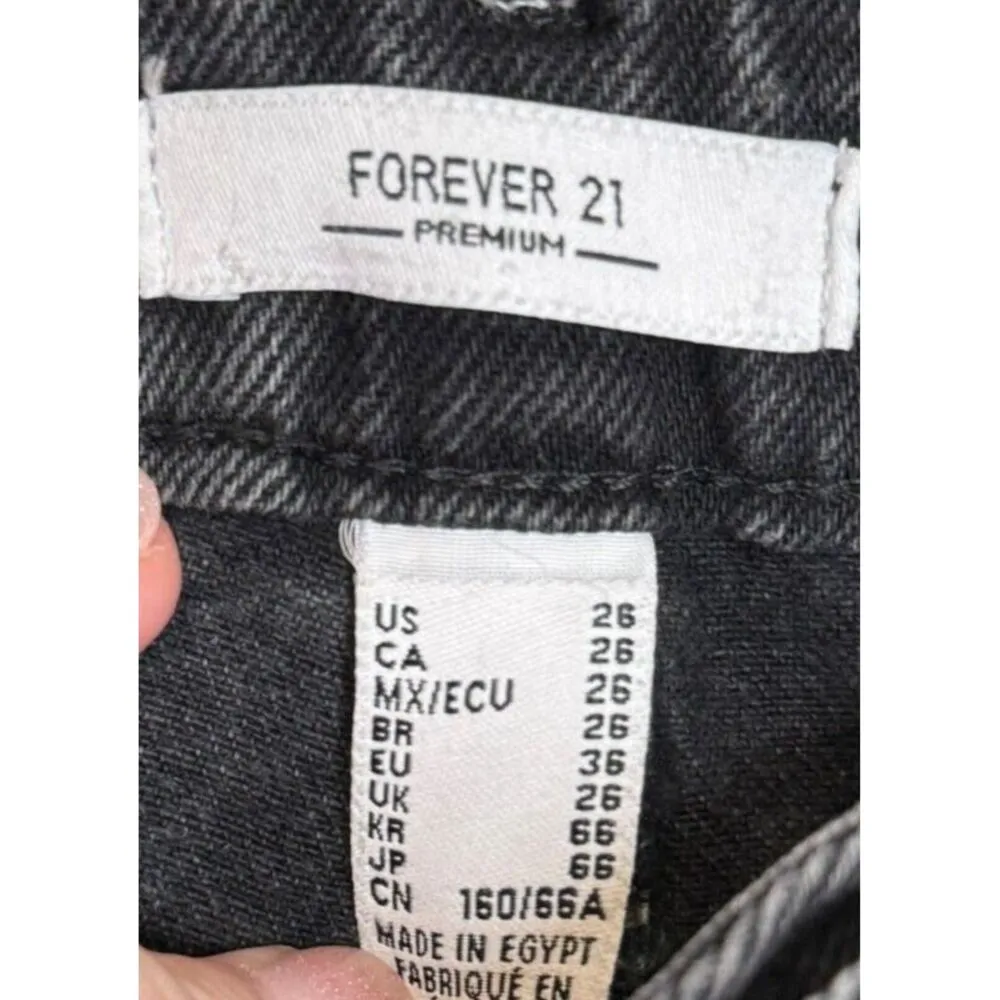 FOREVER 21
PREMIUM
US 26
CA 26
MX/ECU 26
BR 26
EU 36
UK 26
KR 66
JP 66
CN 160/66A
MADE IN EGYPT
FABRIQUÉ EN